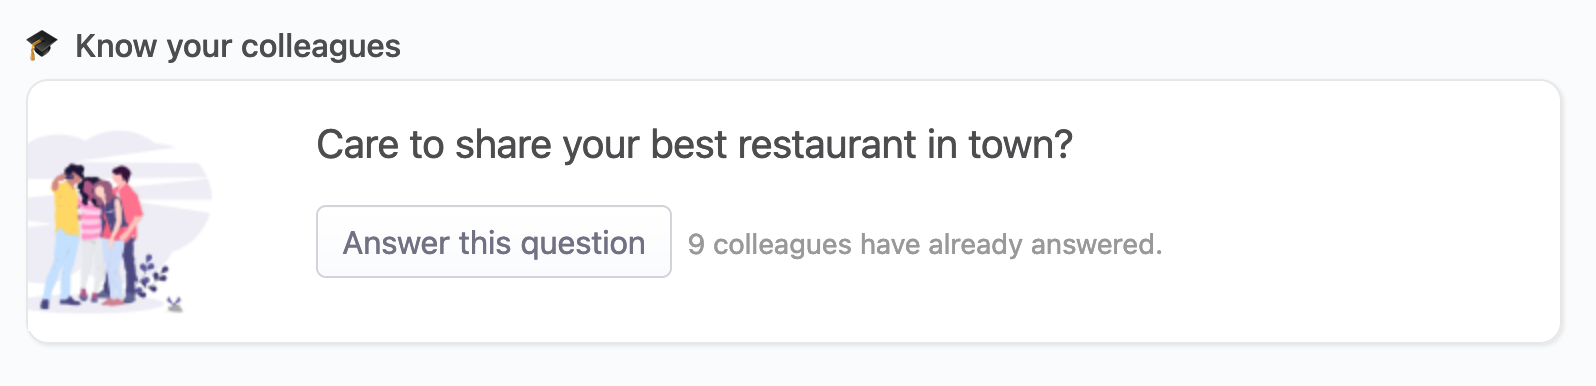 Know your colleagues
Care to share your best restaurant in town?
Answer this question
9 colleagues have already answered.